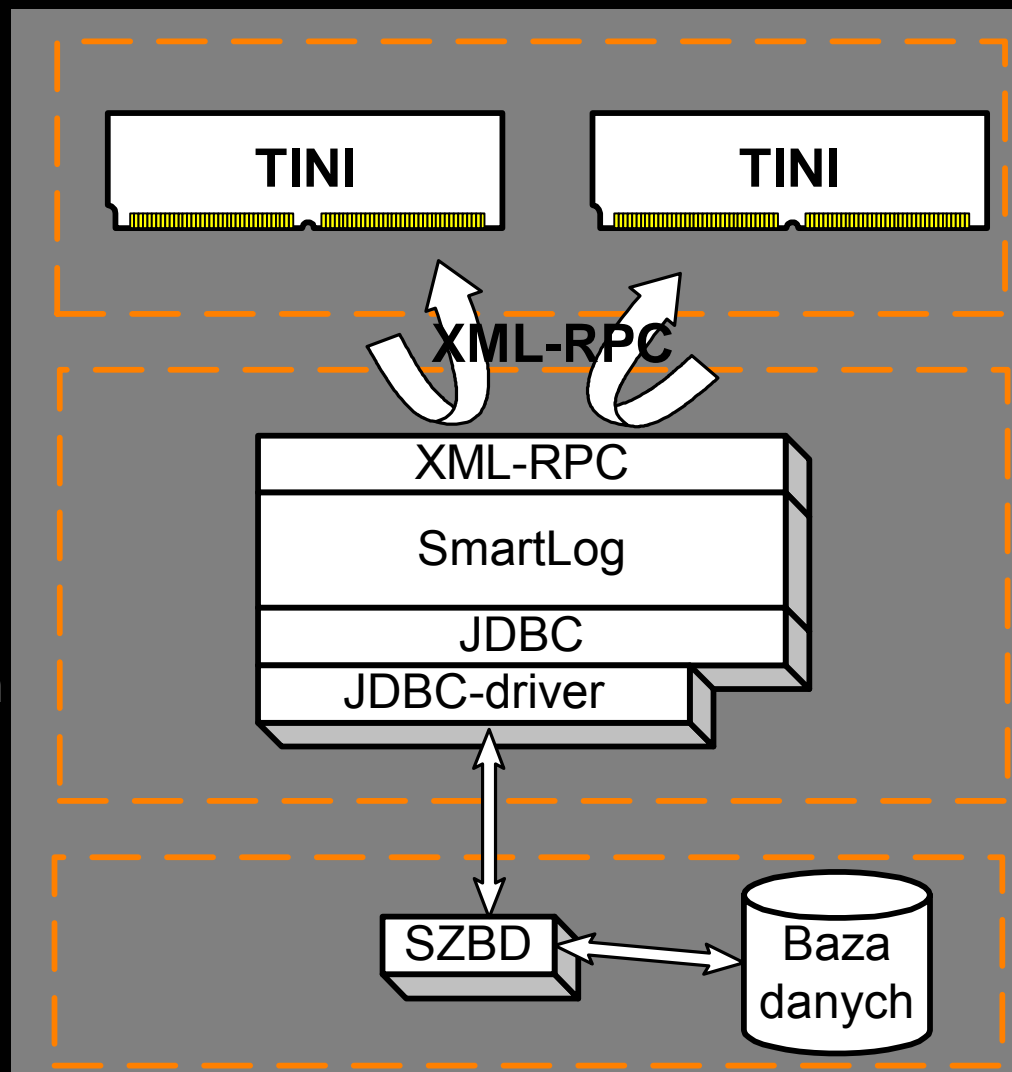 TINI
TINI
XML-RPC
XML-RPC
SmartLog
JDBC
JDBC-driver
SZBD
Baza
danych